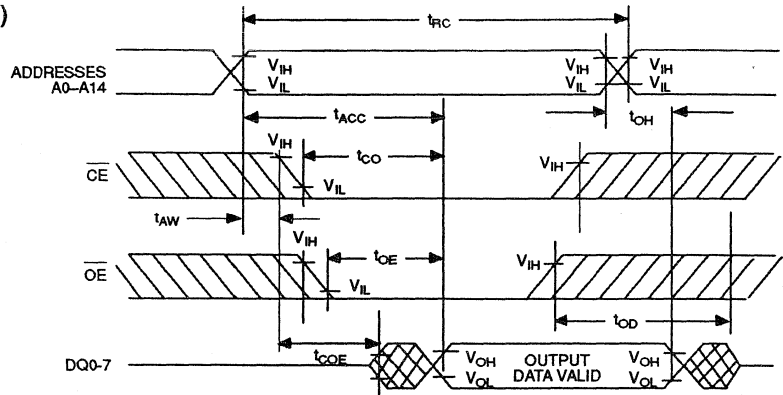 )
tRC
ADDRESSES
A0–A14
VIH VIH VIH
VIL VIL VIL
tACC tOH
CE VIH tCO VIH
VIL
tAW
VIH
OE tOE VIH
VIL
tOD
tCOE
DQ0-7
VOH OUTPUT VOH
VOL DATA VALID VOL